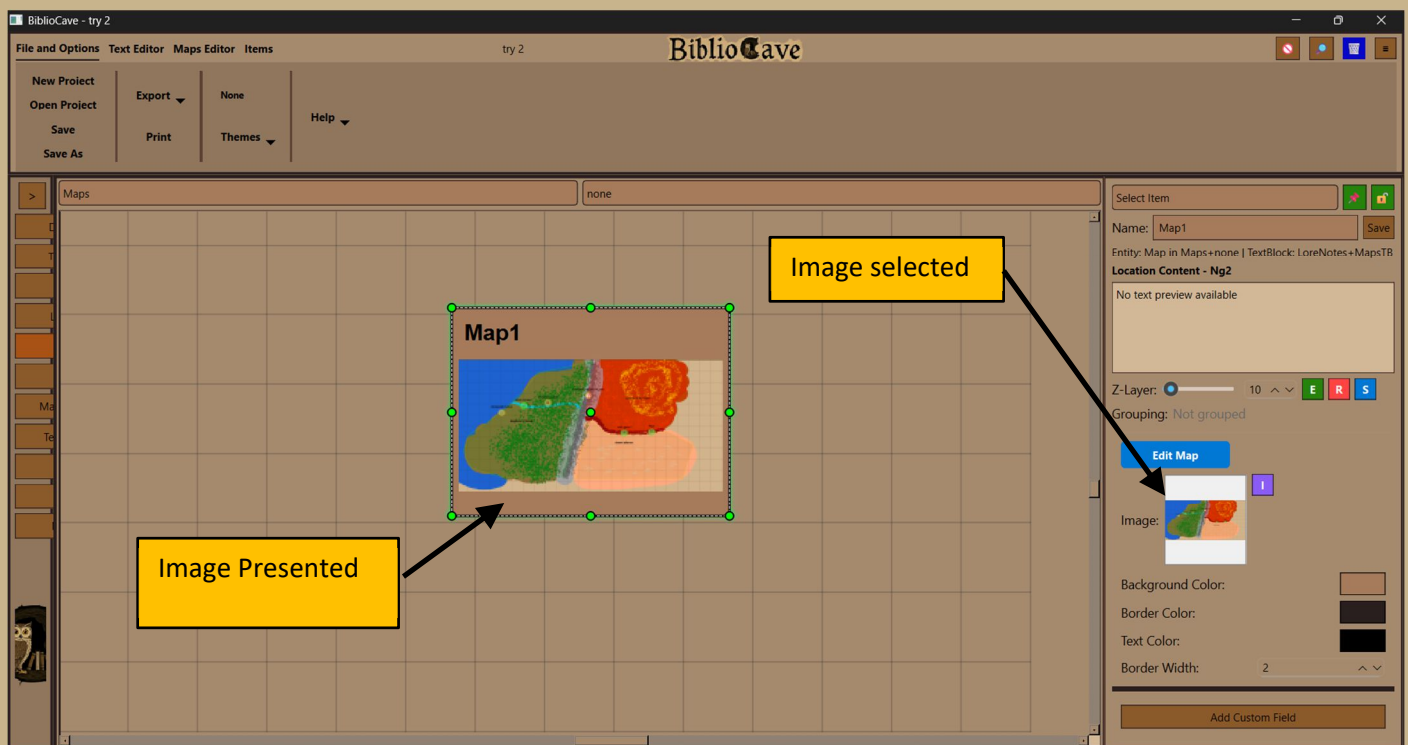 BiblioCave - try 2
File and Options Text Editor Maps Editor Items
try 2
BiblioCave
New Project
Open Project
Save
Save As
Export
Print
None
Themes
Help
>
D
T
L
Ma
Te
Maps
none
Map1
Image selected
Image Presented
Select Item
Name: Map1 Save
Entity: Map in Maps+none | TextBlock: LoreNotes+MapsTB
Location Content - Ng2
No text preview available
Z-Layer: 10 E R S
Grouping: Not grouped
Edit Map
I
Image:
Background Color:
Border Color:
Text Color:
Border Width: 2
Add Custom Field